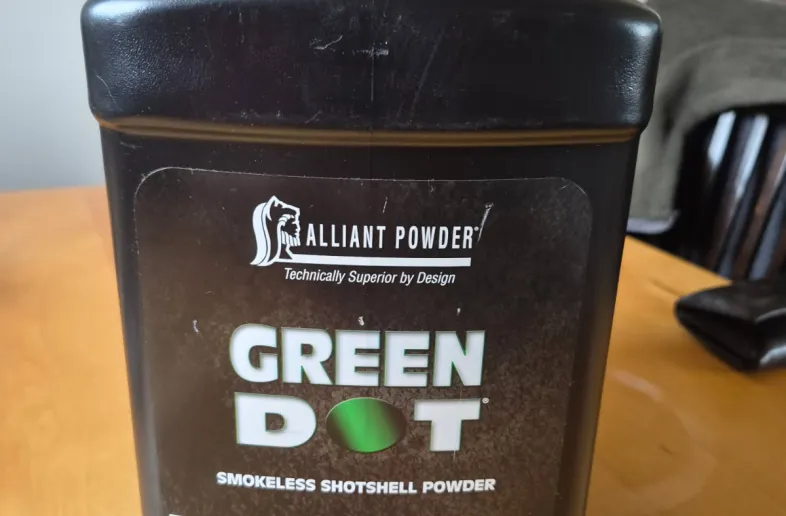 ALLIANT POWDER®
Technically Superior by Design
GREEN
DOT®
SMOKELESS SHOTSHELL POWDER